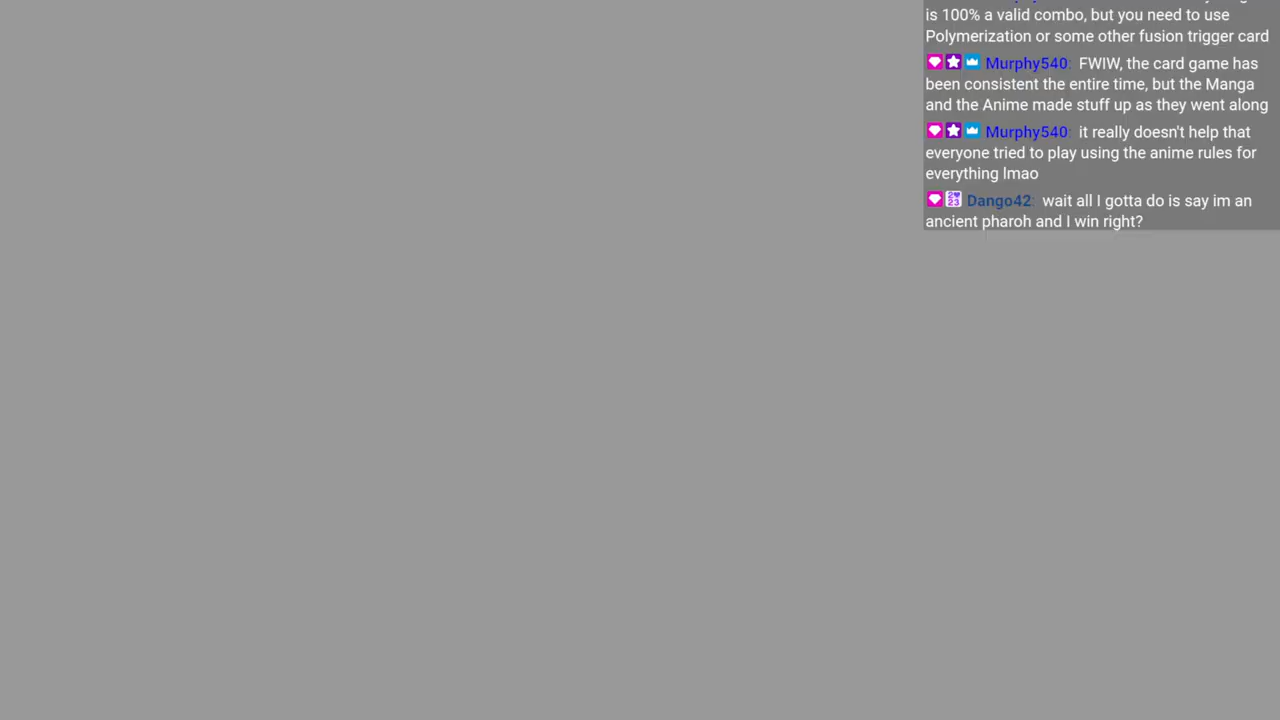 is 100% a valid combo, but you need to use
Polymerization or some other fusion trigger card
Murphy540: FWIW, the card game has
been consistent the entire time, but the Manga
and the Anime made stuff up as they went along
Murphy540: it really doesn't help that
everyone tried to play using the anime rules for
everything lmao
Dango42: wait all I gotta do is say im an
ancient pharoh and I win right?